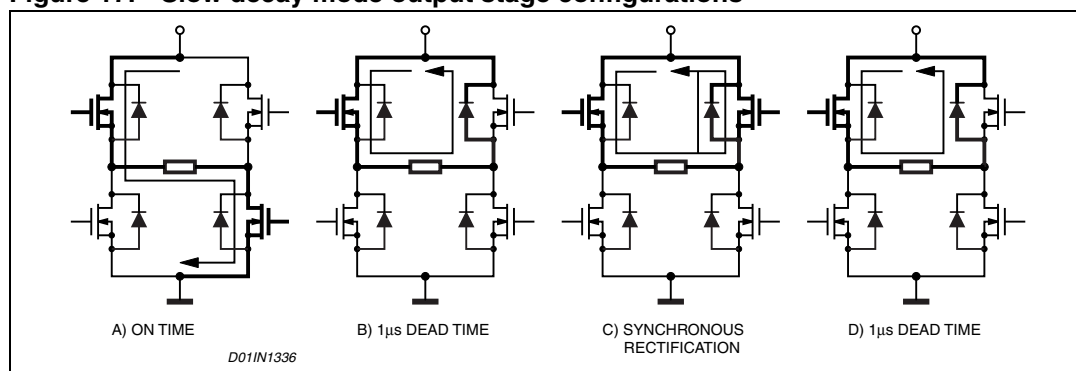 Figure 17. Slow decay mode output stage configurations
A) ON TIME
B) 1μs DEAD TIME
C) SYNCHRONOUS
RECTIFICATION
D) 1μs DEAD TIME
D01IN1336